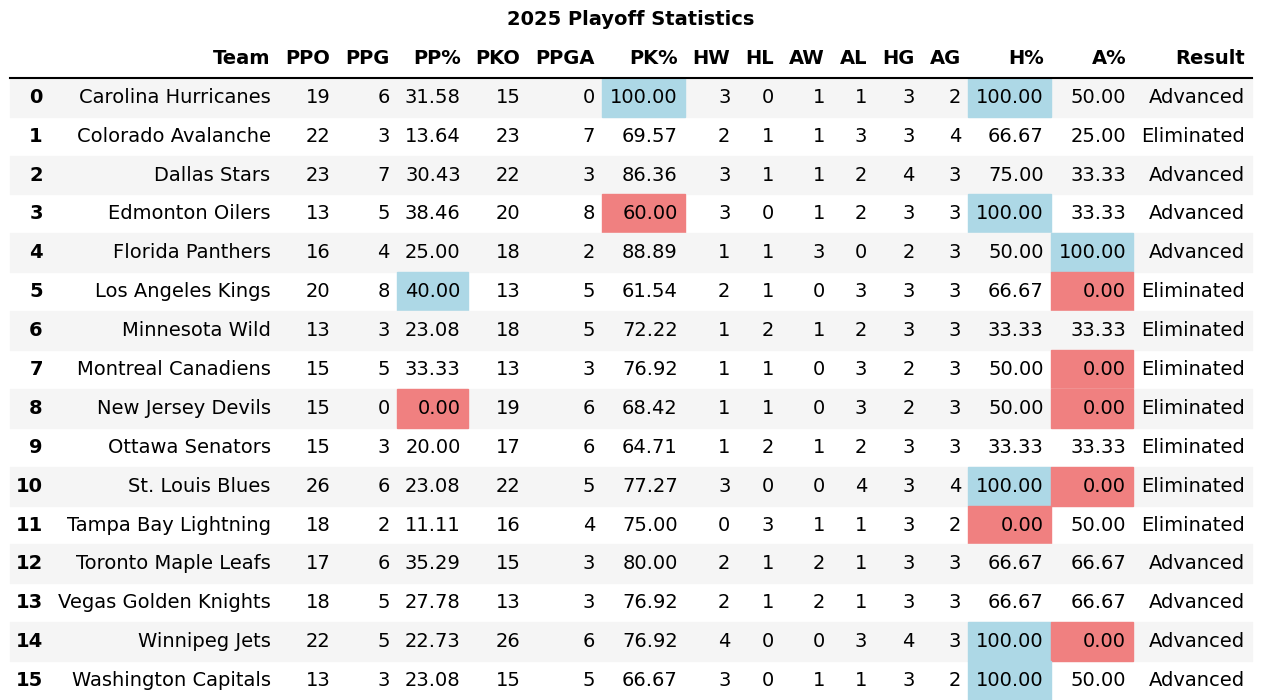 2025 Playoff Statistics
Team PPO PPG PP% PKO PPGA PK% HW HL AW AL HG AG H% A% Result
0 Carolina Hurricanes 19 6 31.58 15 0 100.00 3 0 1 1 3 2 100.00 50.00 Advanced
1 Colorado Avalanche 22 3 13.64 23 7 69.57 2 1 1 3 3 4 66.67 25.00 Eliminated
2 Dallas Stars 23 7 30.43 22 3 86.36 3 1 1 2 4 3 75.00 33.33 Advanced
3 Edmonton Oilers 13 5 38.46 20 8 60.00 3 0 1 2 3 3 100.00 33.33 Advanced
4 Florida Panthers 16 4 25.00 18 2 88.89 1 1 3 0 2 3 50.00 100.00 Advanced
5 Los Angeles Kings 20 8 40.00 13 5 61.54 2 1 0 3 3 3 66.67 0.00 Eliminated
6 Minnesota Wild 13 3 23.08 18 5 72.22 1 2 1 2 3 3 33.33 33.33 Eliminated
7 Montreal Canadiens 15 5 33.33 13 3 76.92 1 1 0 3 2 3 50.00 0.00 Eliminated
8 New Jersey Devils 15 0 0.00 19 6 68.42 1 1 0 3 2 3 50.00 0.00 Eliminated
9 Ottawa Senators 15 3 20.00 17 6 64.71 1 2 1 2 3 3 33.33 33.33 Eliminated
10 St. Louis Blues 26 6 23.08 22 5 77.27 3 0 0 4 3 4 100.00 0.00 Eliminated
11 Tampa Bay Lightning 18 2 11.11 16 4 75.00 0 3 1 1 3 2 0.00 50.00 Eliminated
12 Toronto Maple Leafs 17 6 35.29 15 3 80.00 2 1 2 1 3 3 66.67 66.67 Advanced
13 Vegas Golden Knights 18 5 27.78 13 3 76.92 2 1 2 1 3 3 66.67 66.67 Advanced
14 Winnipeg Jets 22 5 22.73 26 6 76.92 4 0 0 3 4 3 100.00 0.00 Advanced
15 Washington Capitals 13 3 23.08 15 5 66.67 3 0 1 1 3 2 100.00 50.00 Advanced